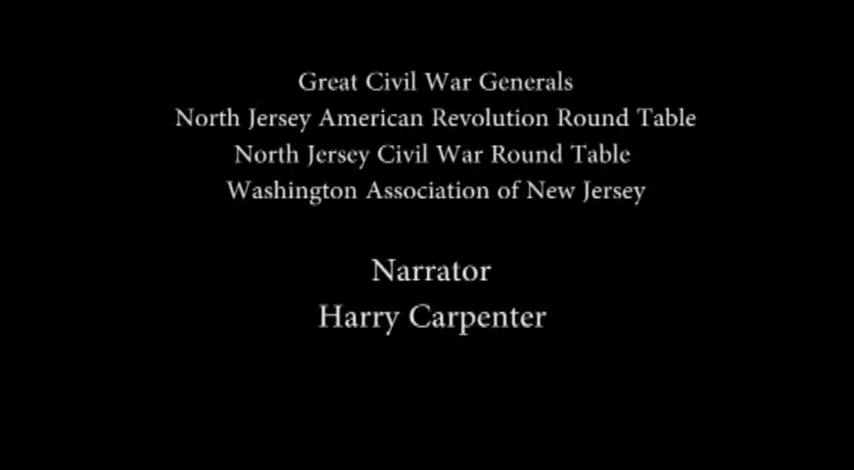 Great Civil War Generals
North Jersey American Revolution Round Table
North Jersey Civil War Round Table
Washington Association of New Jersey
Narrator
Harry Carpenter